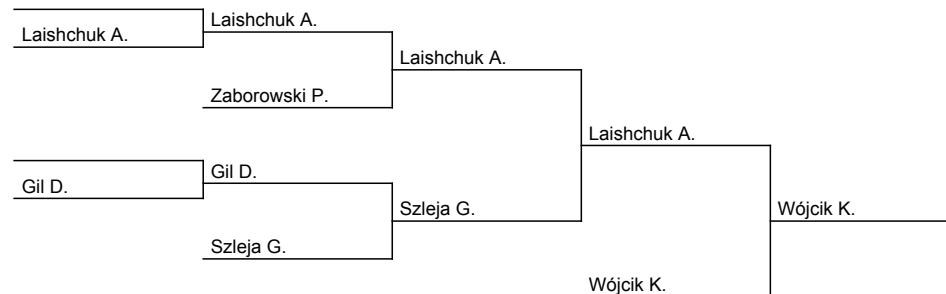 Laishchuk A.
Laishchuk A.
Laishchuk A.
Zaborowski P.
Laishchuk A.
Gil D.
Gil D.
Szleja G.
Wójcik K.
Szleja G.
Wójcik K.